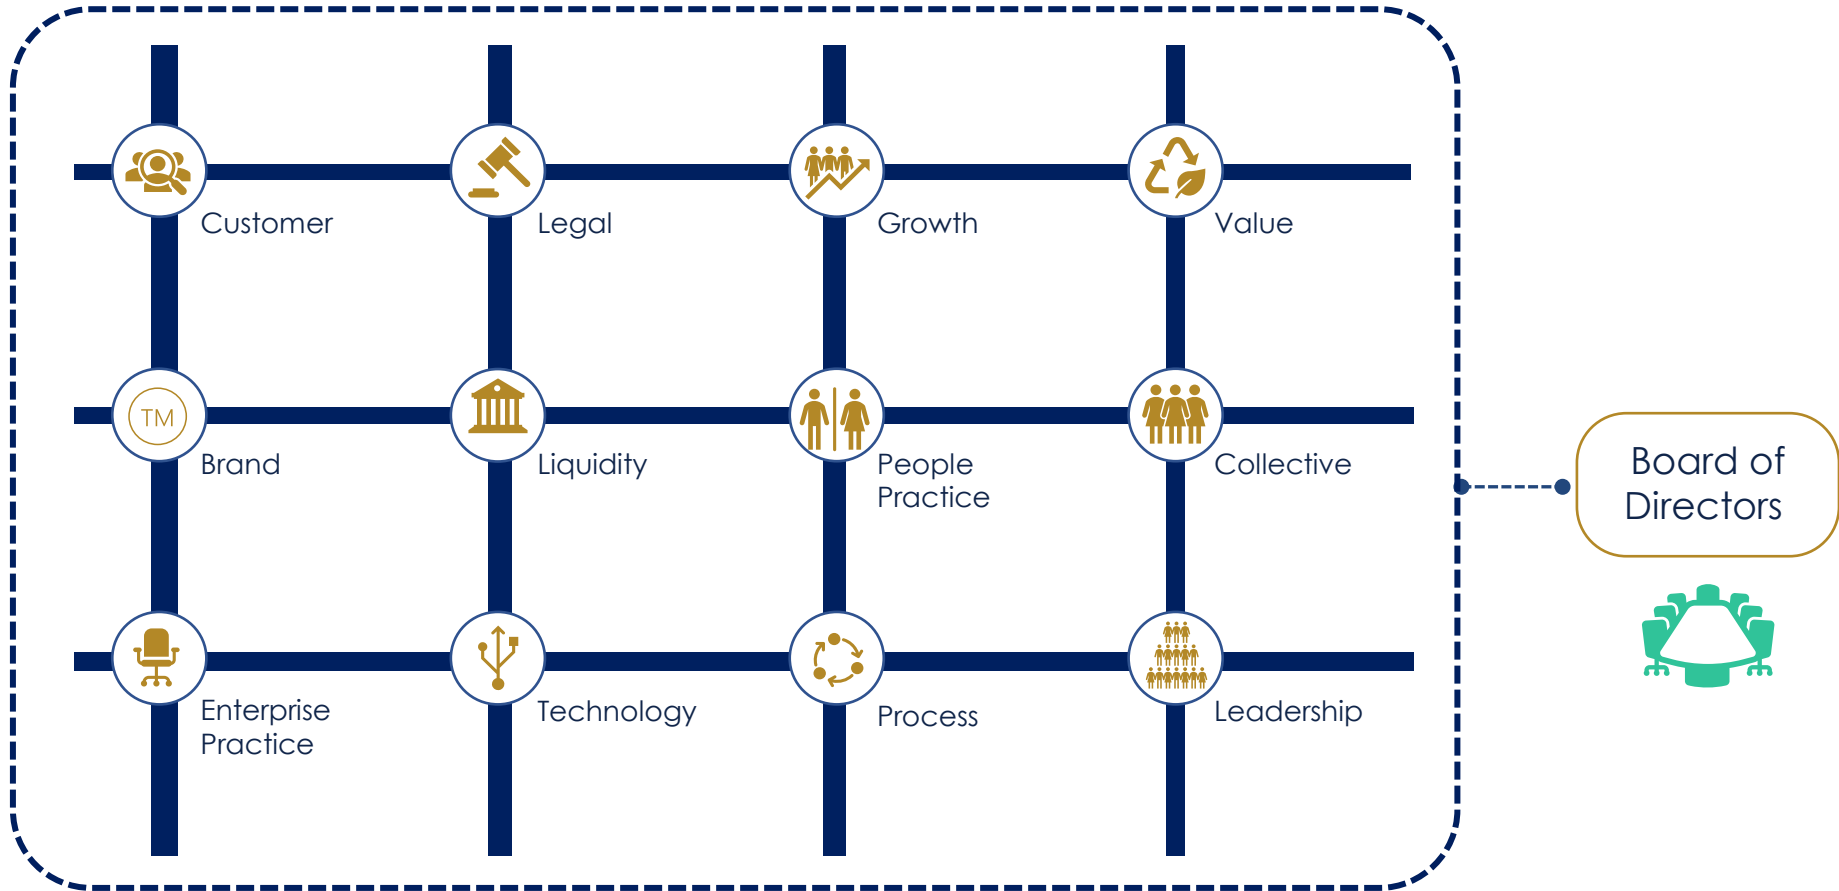 Customer
Legal
Growth
Value
TM
Brand
Liquidity
People
Practice
Collective
Board of
Directors
Enterprise
Practice
Technology
Process
Leadership